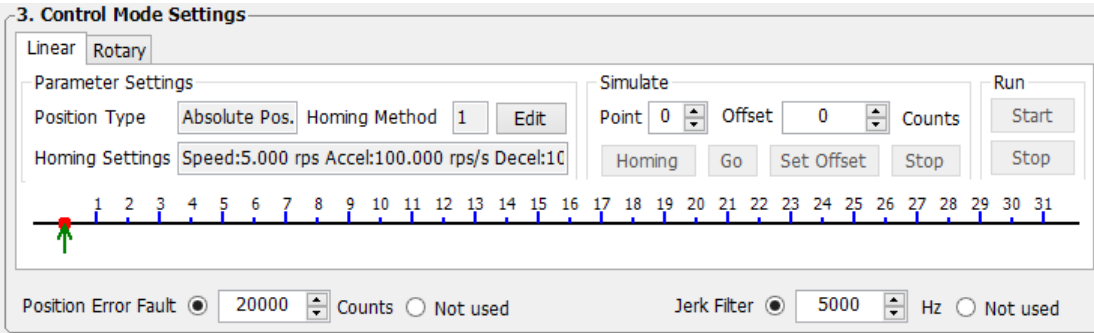 3. Control Mode Settings
Linear Rotary
Parameter Settings Simulate Run
Position Type Absolute Pos. Homing Method 1 Edit Point 0 Offset 0 Counts Start
Homing Settings Speed:5.000 rps Accel:100.000 rps/s Decel:10 Homing Go Set Offset Stop Stop
1 2 3 4 5 6 7 8 9 10 11 12 13 14 15 16 17 18 19 20 21 22 23 24 25 26 27 28 29 30 31
Position Error Fault 20000 Counts Not used Jerk Filter 5000 Hz Not used